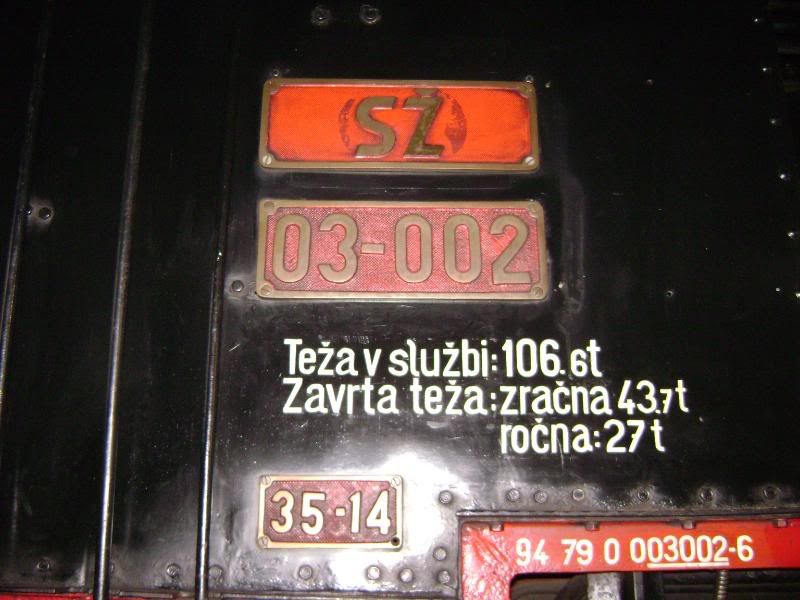 SŽ
03-002
Teža v službi: 106.6t
Zavrta teža: zračna 43.7t
ročna: 27t
35-14
94 79 0 003002-6